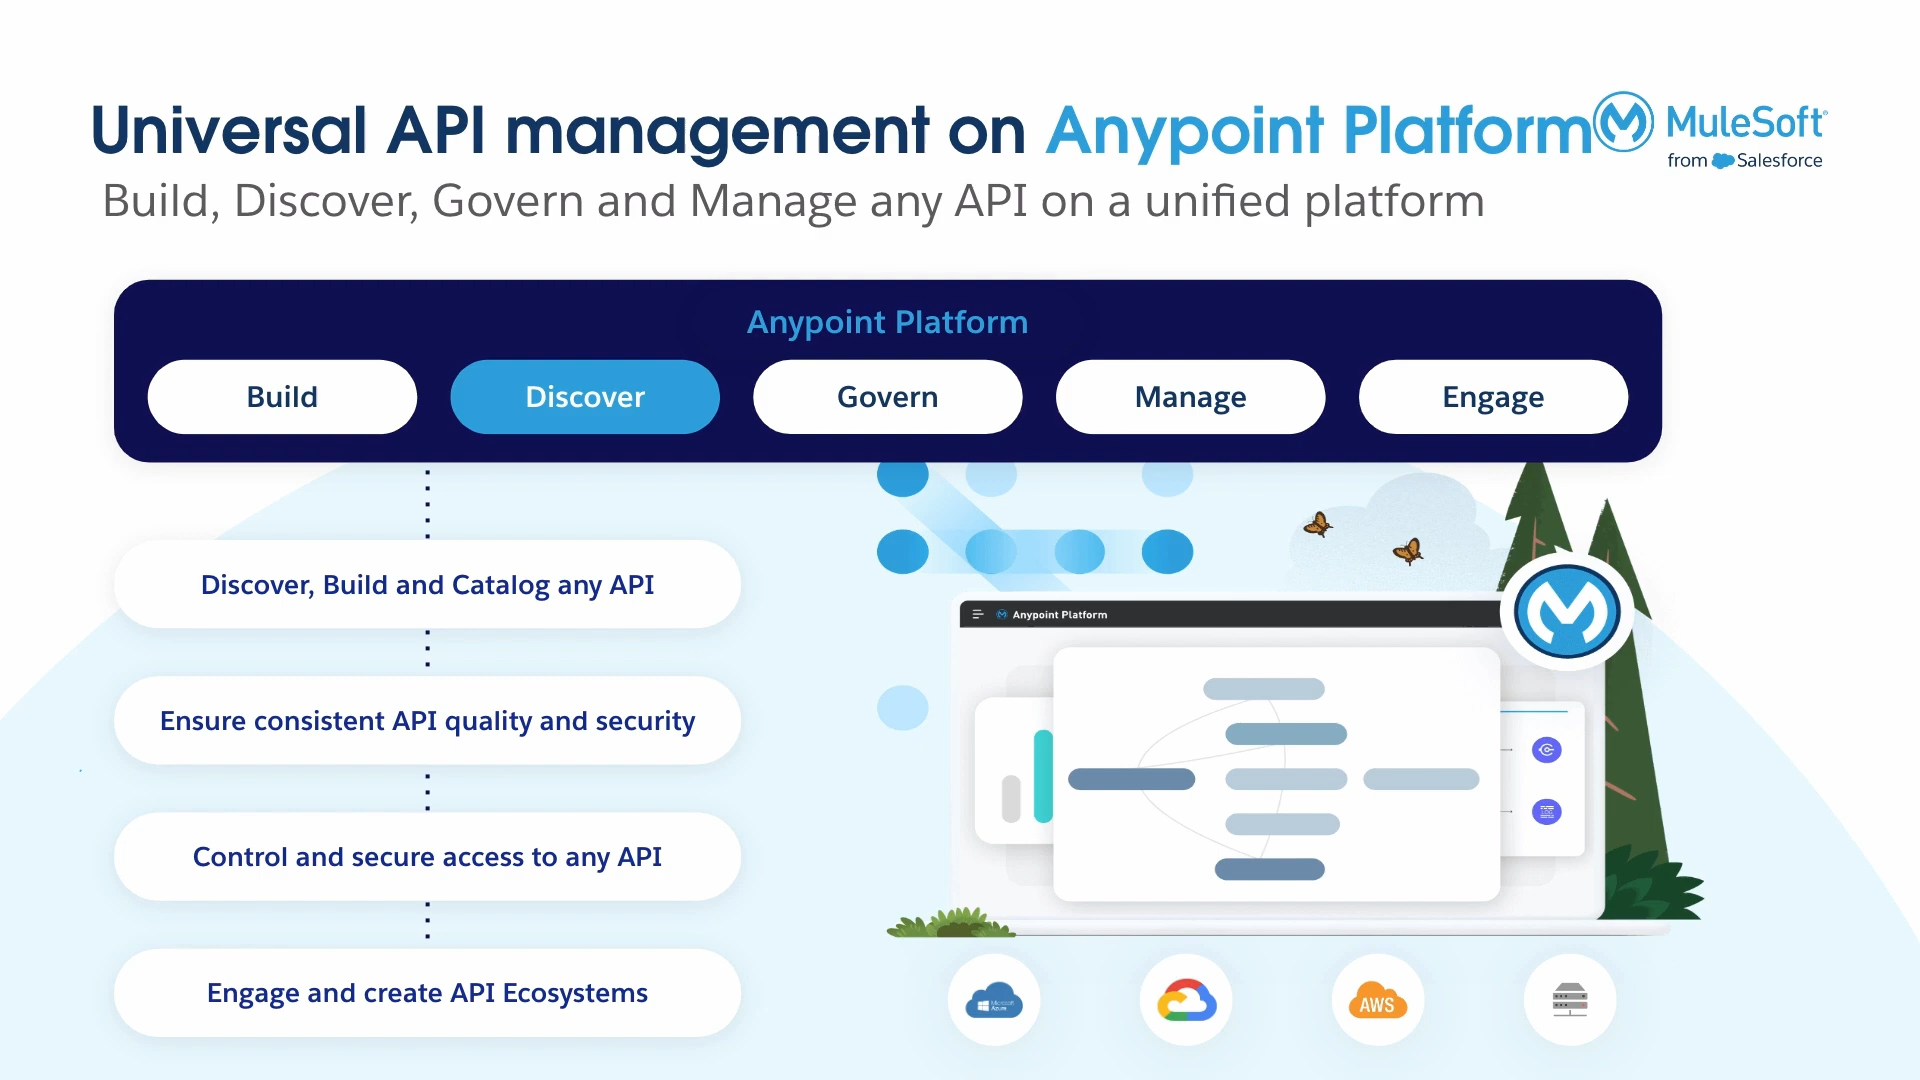 Universal API management on Anypoint Platform
MuleSoft
from Salesforce
Build, Discover, Govern and Manage any API on a unified platform
Anypoint Platform
Build
Discover
Govern
Manage
Engage
Discover, Build and Catalog any API
Ensure consistent API quality and security
Control and secure access to any API
Engage and create API Ecosystems
Anypoint Platform
Microsoft
Azure
AWS